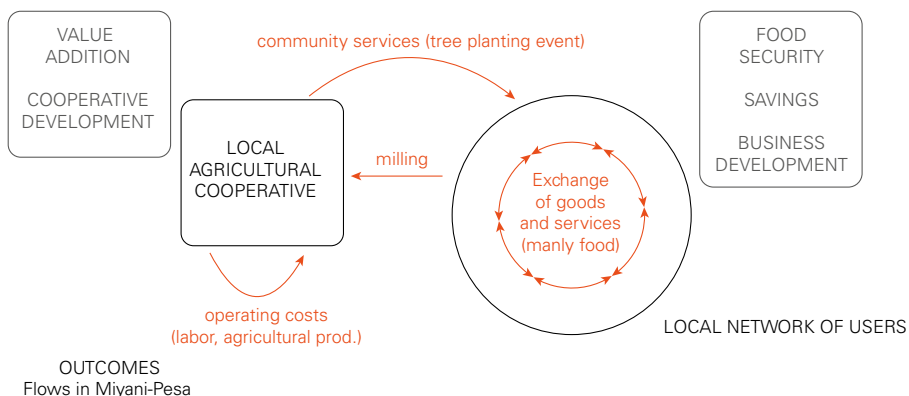 VALUE
ADDITION
COOPERATIVE
DEVELOPMENT
community services (tree planting event)
FOOD
SECURITY
SAVINGS
BUSINESS
DEVELOPMENT
LOCAL
AGRICULTURAL
COOPERATIVE
milling
Exchange
of goods
and services
(manly food)
operating costs
(labor, agricultural prod.)
LOCAL NETWORK OF USERS
OUTCOMES
Flows in Miyani-Pesa